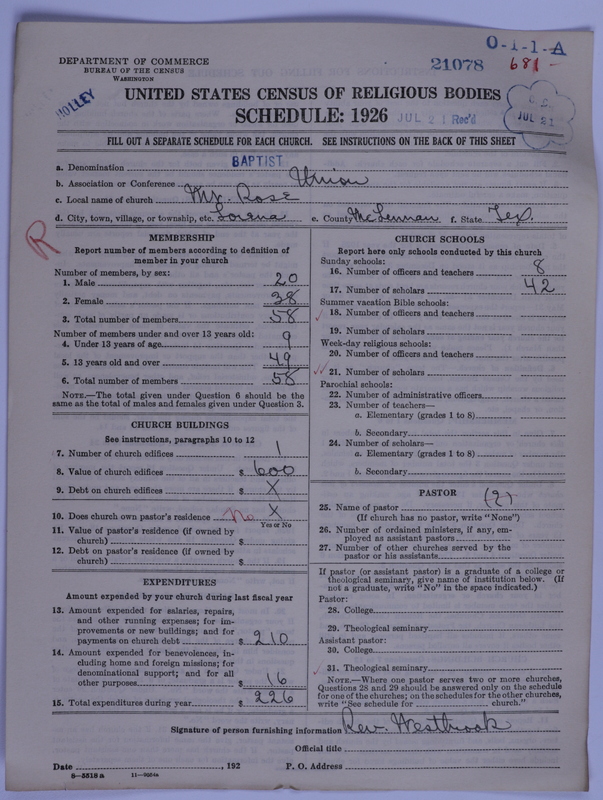 O-1-1-A
DEPARTMENT OF COMMERCE
BUREAU OF THE CENSUS
WASHINGTON
21078 681-
HOLLEY
UNITED STATES CENSUS OF RELIGIOUS BODIES
SCHEDULE: 1926 JUL 21 Rec'd
JUL 21
FILL OUT A SEPARATE SCHEDULE FOR EACH CHURCH. SEE INSTRUCTIONS ON THE BACK OF THIS SHEET
a. Denomination BAPTIST
b. Association or Conference Union
c. Local name of church Mt. Rose
d. City, town, village, or township, etc. Lorena e. County McLennan f. State Tex.
R
MEMBERSHIP
Report number of members according to definition of
member in your church
Number of members, by sex:
1. Male 20
2. Female 38
3. Total number of members 58
Number of members under and over 13 years old:
4. Under 13 years of age 9
5. 13 years old and over 49
6. Total number of members 58
NOTE.—The total given under Question 6 should be the
same as the total of males and females given under Question 3.
CHURCH BUILDINGS
See instructions, paragraphs 10 to 12
7. Number of church edifices 1
8. Value of church edifices $ 600
9. Debt on church edifices $ X
10. Does church own pastor's residence No X
Yes or No
11. Value of pastor's residence (if owned by
church) $
12. Debt on pastor's residence (if owned by
church) $
EXPENDITURES
Amount expended by your church during last fiscal year
13. Amount expended for salaries, repairs,
and other running expenses; for im-
provements or new buildings; and for
payments on church debt $ 210
14. Amount expended for benevolences, in-
cluding home and foreign missions; for
denominational support; and for all
other purposes $ 16
15. Total expenditures during year $ 226
CHURCH SCHOOLS
Report here only schools conducted by this church
Sunday schools:
16. Number of officers and teachers 8
17. Number of scholars 42
Summer vacation Bible schools:
18. Number of officers and teachers
19. Number of scholars
Week-day religious schools:
20. Number of officers and teachers
21. Number of scholars
Parochial schools:
22. Number of administrative officers
23. Number of teachers—
a. Elementary (grades 1 to 8)
b. Secondary
24. Number of scholars—
a. Elementary (grades 1 to 8)
b. Secondary
PASTOR
25. Name of pastor (2)
(If church has no pastor, write "None")
26. Number of ordained ministers, if any, em-
ployed as assistant pastors
27. Number of other churches served by the
pastor or his assistants
If pastor (or assistant pastor) is a graduate of a college or
theological seminary, give name of institution below. (If
not a graduate, write "No" in the space indicated.)
Pastor:
28. College
29. Theological seminary
Assistant pastor:
30. College
31. Theological seminary
NOTE.—Where one pastor serves two or more churches,
Questions 28 and 29 should be answered only on the schedule
for one of the churches; on the schedules for the other churches,
write "See schedule for church."
Signature of person furnishing information Rev. Westbrook
Official title
Date , 192 P. O. Address
8—5518 a 11—9684a